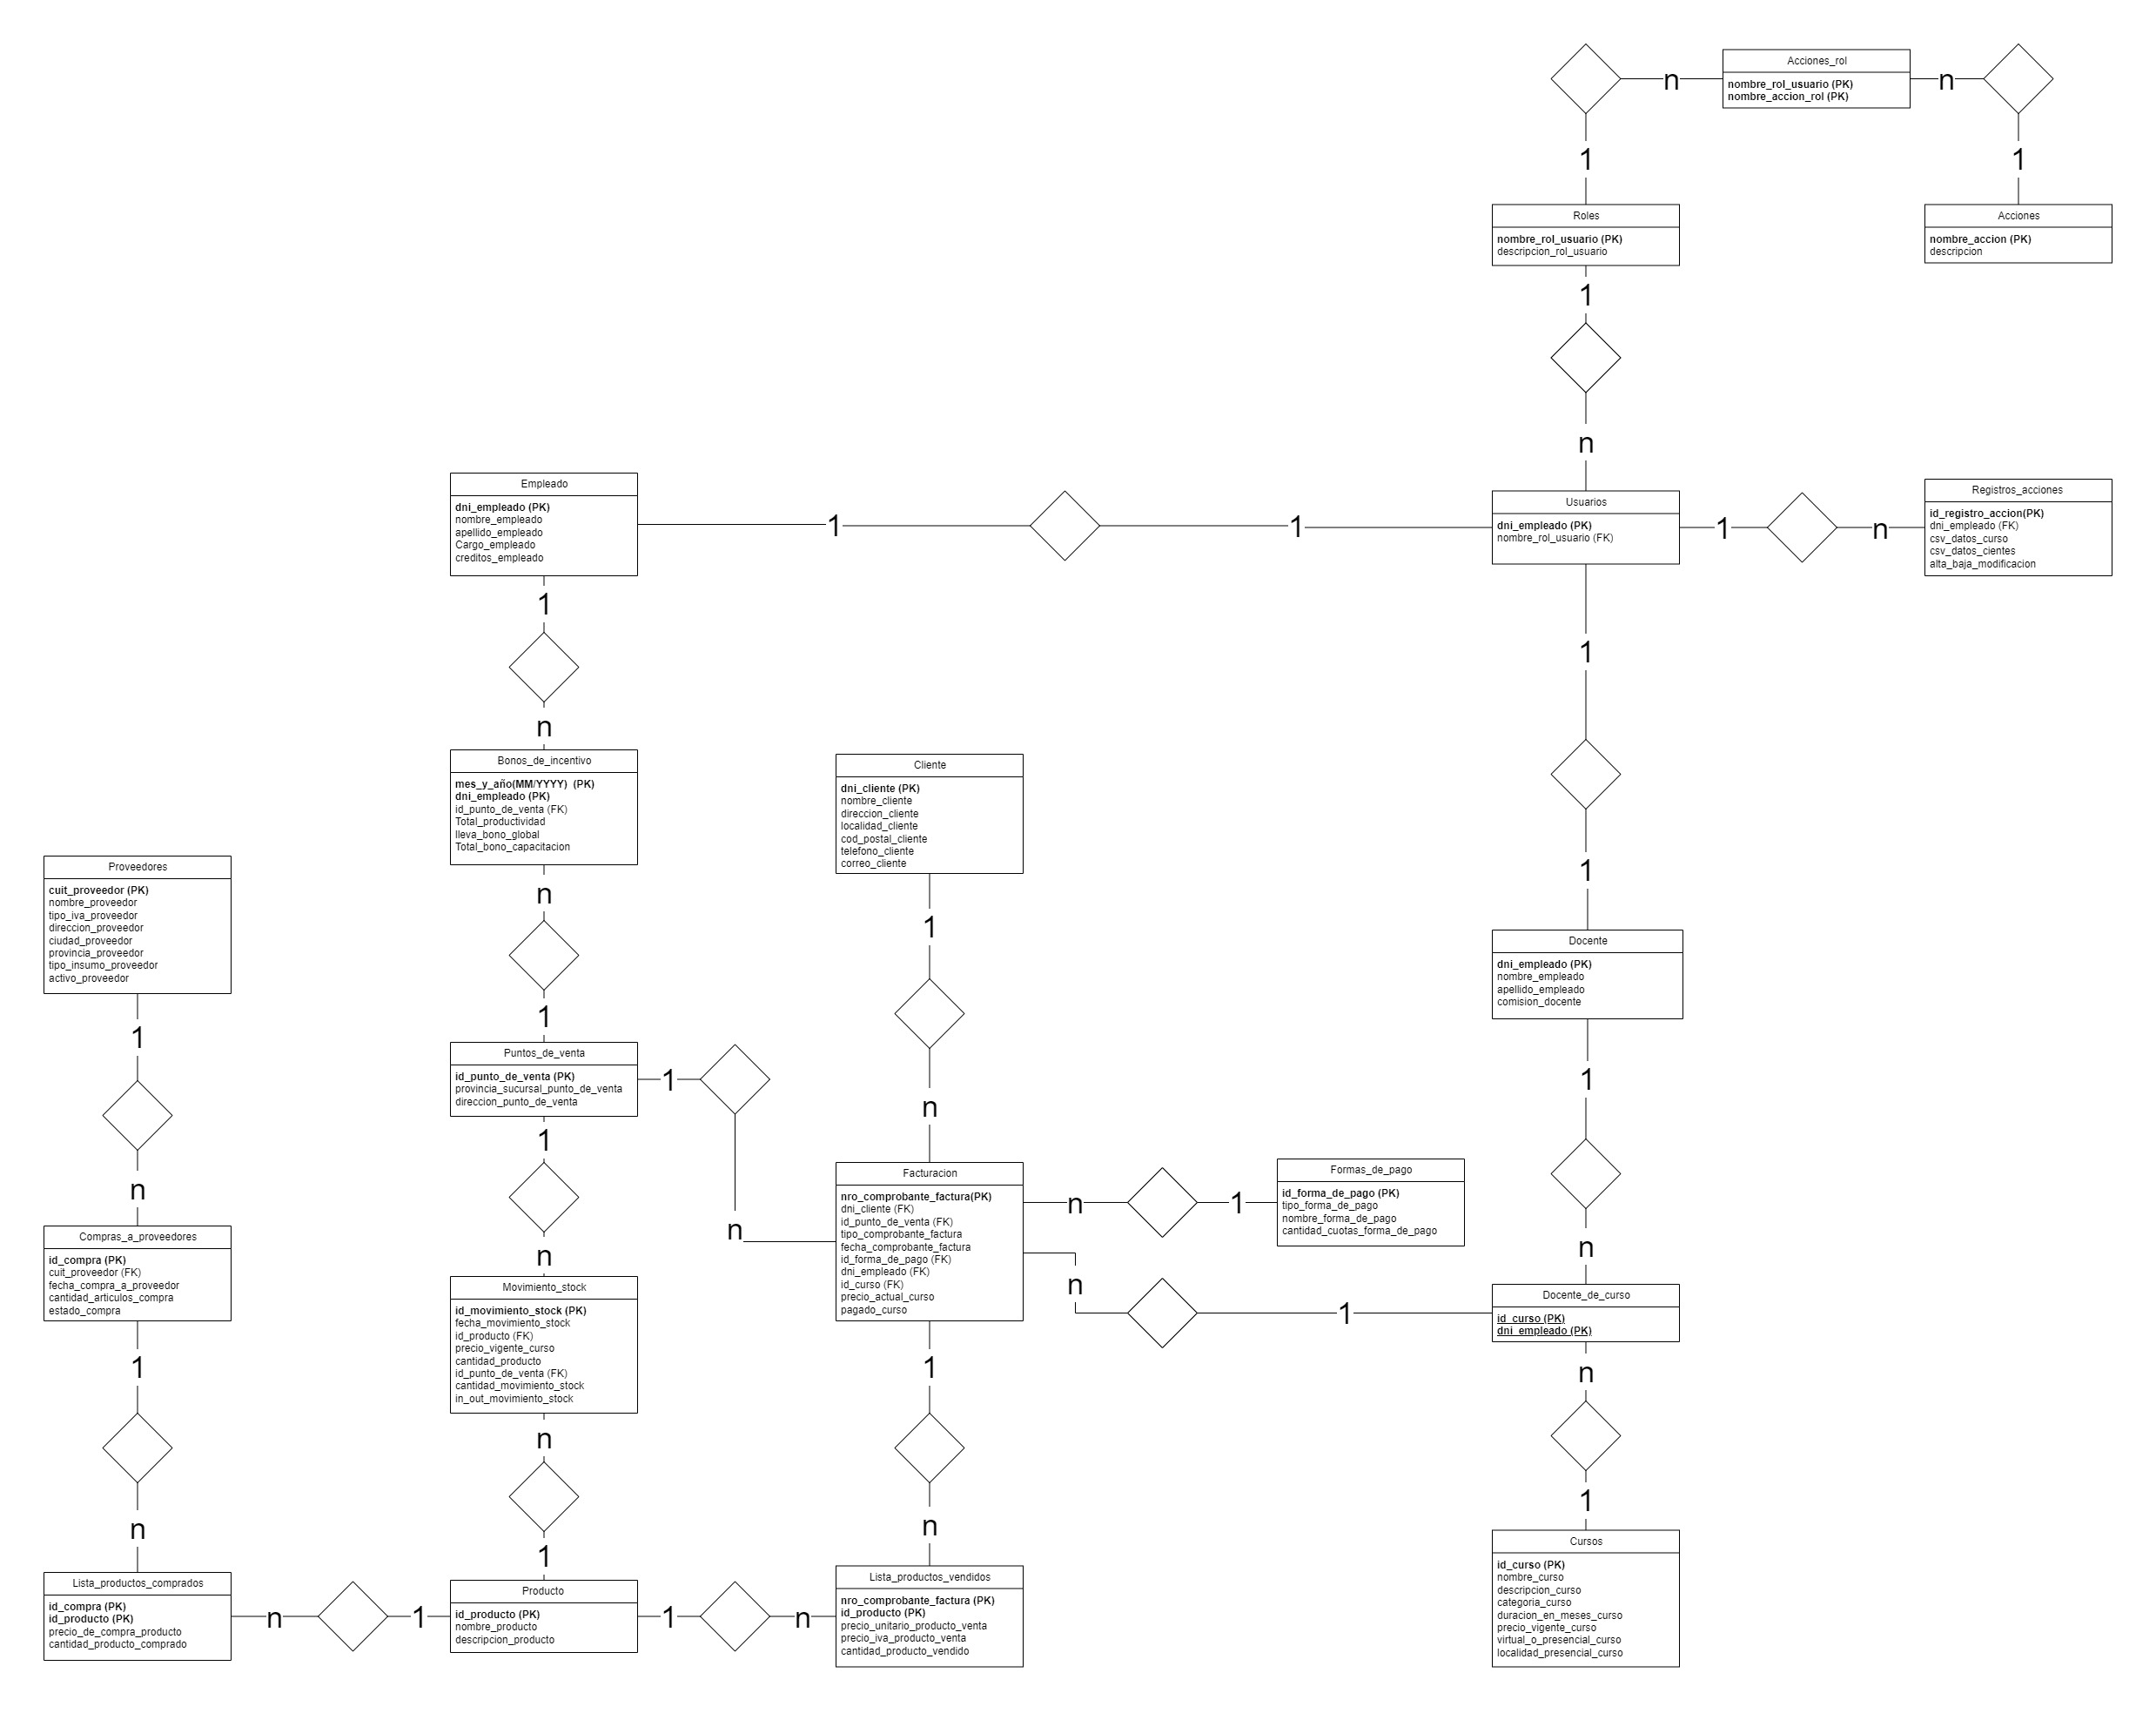 Acciones_rol
nombre_rol_usuario (PK)
nombre_accion_rol (PK)
n
n
1
1
Roles
nombre_rol_usuario (PK)
descripcion_rol_usuario
Acciones
nombre_accion (PK)
descripcion
1
n
Empleado
dni_empleado (PK)
nombre_empleado
apellido_empleado
Cargo_empleado
creditos_empleado
1
1
Usuarios
dni_empleado (PK)
nombre_rol_usuario (FK)
1
n
Registros_acciones
id_registro_accion(PK)
dni_empleado (FK)
csv_datos_curso
csv_datos_cientes
alta_baja_modificacion
1
n
1
1
Bonos_de_incentivo
mes_y_año(MM/YYYY)  (PK)
dni_empleado (PK)
id_punto_de_venta (FK)
Total_productividad
lleva_bono_global
Total_bono_capacitacion
Cliente
dni_cliente (PK)
nombre_cliente
direccion_cliente
localidad_cliente
cod_postal_cliente
telefono_cliente
correo_cliente
Proveedores
cuit_proveedor (PK)
nombre_proveedor
tipo_iva_proveedor
direccion_proveedor
ciudad_proveedor
provincia_proveedor
tipo_insumo_proveedor
activo_proveedor
n
1
1
n
Docente
dni_empleado (PK)
nombre_empleado
apellido_empleado
comision_docente
1
n
Puntos_de_venta
id_punto_de_venta (PK)
provincia_sucursal_punto_de_venta
direccion_punto_de_venta
1
n
1
n
1
n
Compras_a_proveedores
id_compra (PK)
cuit_proveedor (FK)
fecha_compra_a_proveedor
cantidad_articulos_compra
estado_compra
Movimiento_stock
id_movimiento_stock (PK)
fecha_movimiento_stock
id_producto (FK)
precio_vigente_curso
cantidad_producto
id_punto_de_venta (FK)
cantidad_movimiento_stock
in_out_movimiento_stock
Facturacion
nro_comprobante_factura(PK)
dni_cliente (FK)
id_punto_de_venta (FK)
tipo_comprobante_factura
fecha_comprobante_factura
id_forma_de_pago (FK)
dni_empleado (FK)
id_curso (FK)
precio_actual_curso
pagado_curso
n
1
Formas_de_pago
id_forma_de_pago (PK)
tipo_forma_de_pago
nombre_forma_de_pago
cantidad_cuotas_forma_de_pago
n
1
Docente_de_curso
id_curso (PK)
dni_empleado (PK)
1
n
n
1
1
n
n
1
Lista_productos_comprados
id_compra (PK)
id_producto (PK)
precio_de_compra_producto
cantidad_producto_comprado
n
1
Producto
id_producto (PK)
nombre_producto
descripcion_producto
1
n
Lista_productos_vendidos
nro_comprobante_factura (PK)
id_producto (PK)
precio_unitario_producto_venta
precio_iva_producto_venta
cantidad_producto_vendido
Cursos
id_curso (PK)
nombre_curso
descripcion_curso
categoria_curso
duracion_en_meses_curso
precio_vigente_curso
virtual_o_presencial_curso
localidad_presencial_curso